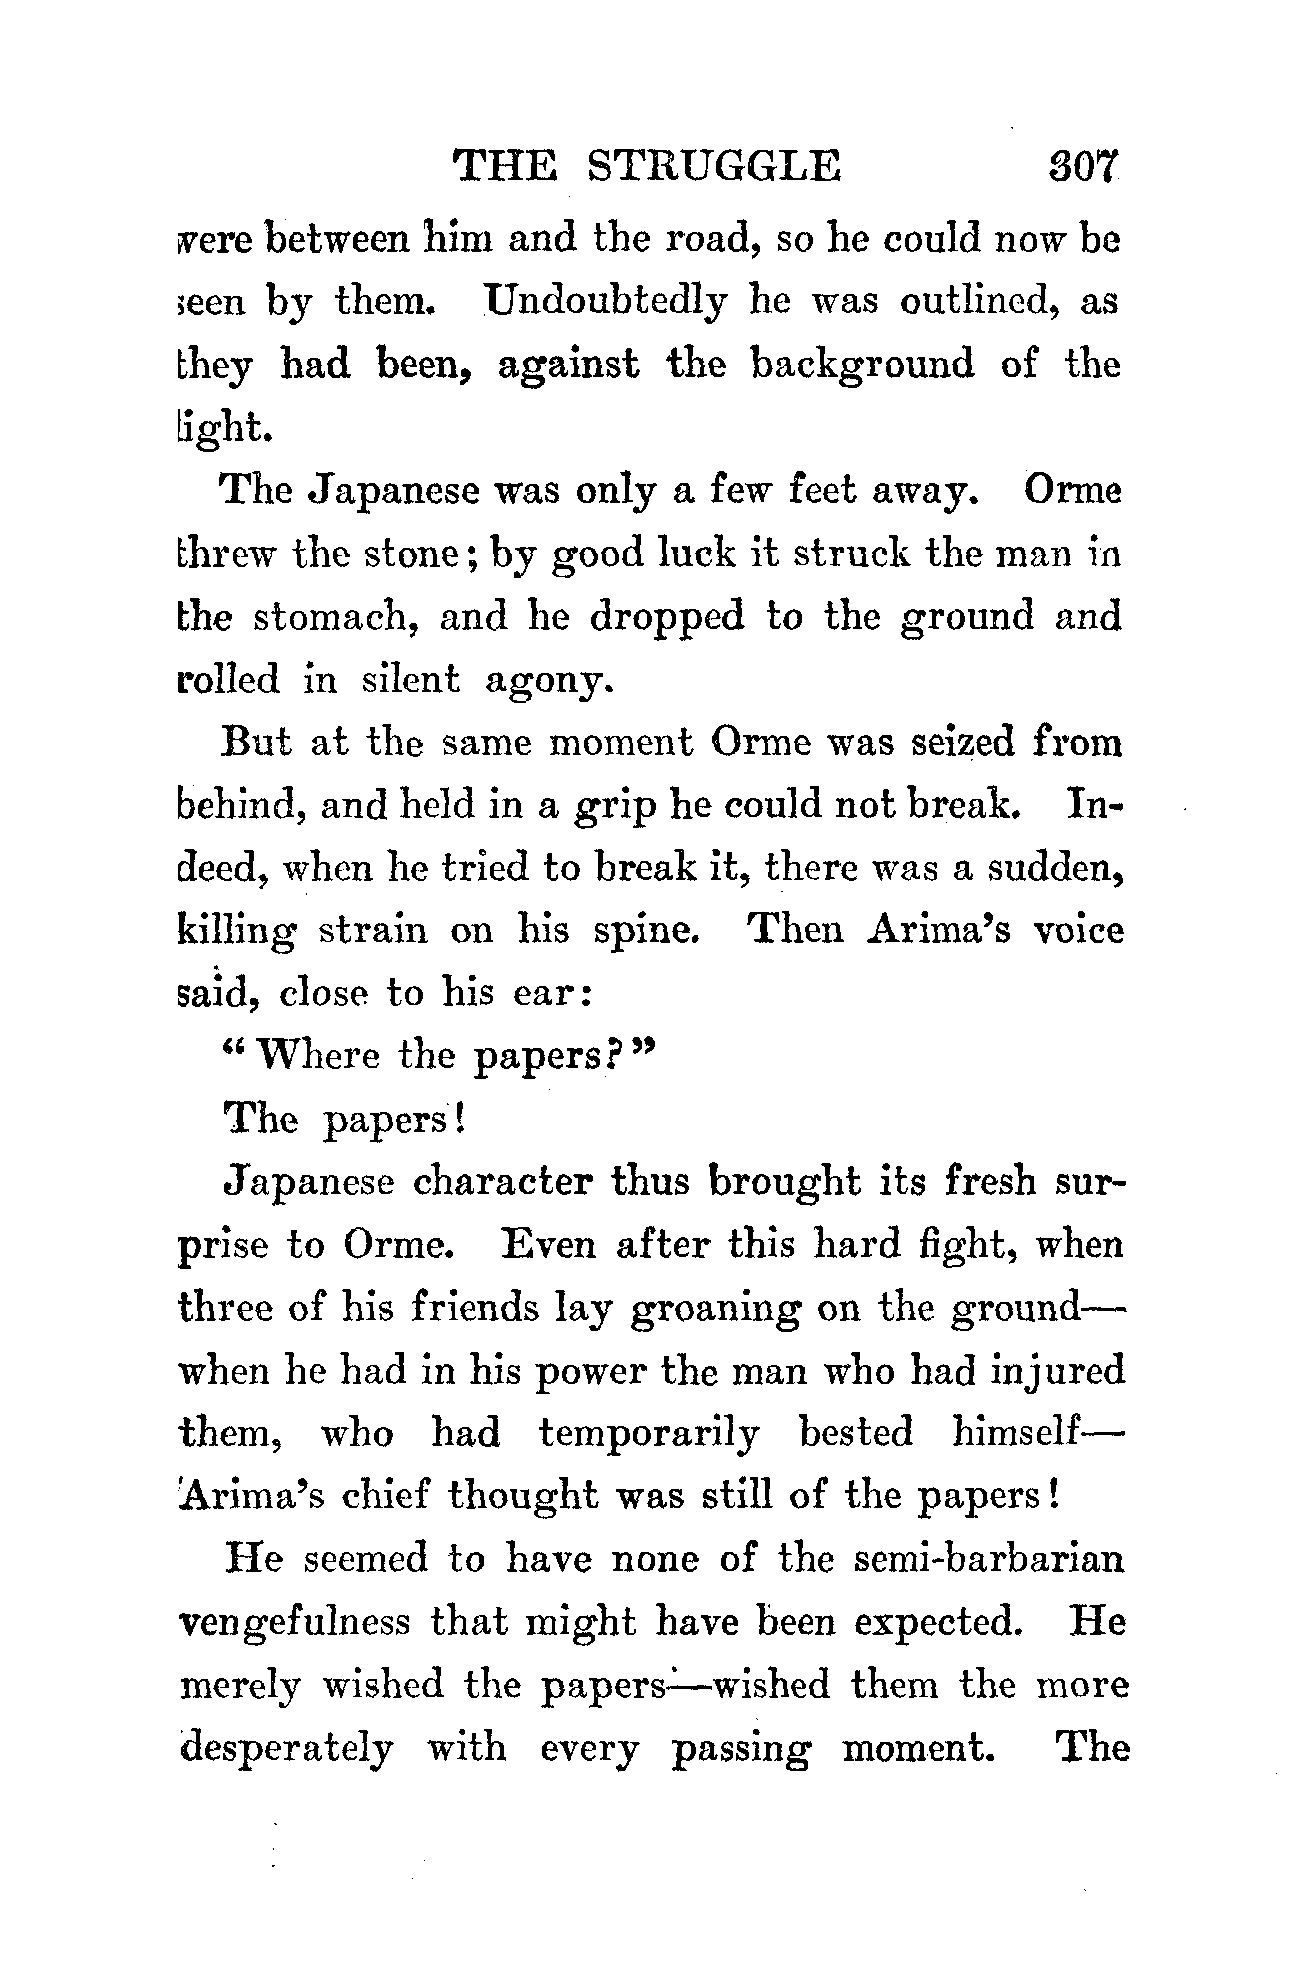 THE STRUGGLE 307
were between him and the road, so he could now be
seen by them. Undoubtedly he was outlined, as
they had been, against the background of the
light.
The Japanese was only a few feet away. Orme
threw the stone; by good luck it struck the man in
the stomach, and he dropped to the ground and
rolled in silent agony.
But at the same moment Orme was seized from
behind, and held in a grip he could not break. In-
deed, when he tried to break it, there was a sudden,
killing strain on his spine. Then Arima's voice
said, close to his ear:
"Where the papers?"
The papers!
Japanese character thus brought its fresh sur-
prise to Orme. Even after this hard fight, when
three of his friends lay groaning on the ground—
when he had in his power the man who had injured
them, who had temporarily bested himself—
Arima's chief thought was still of the papers!
He seemed to have none of the semi-barbarian
vengefulness that might have been expected. He
merely wished the papers—wished them the more
desperately with every passing moment. The